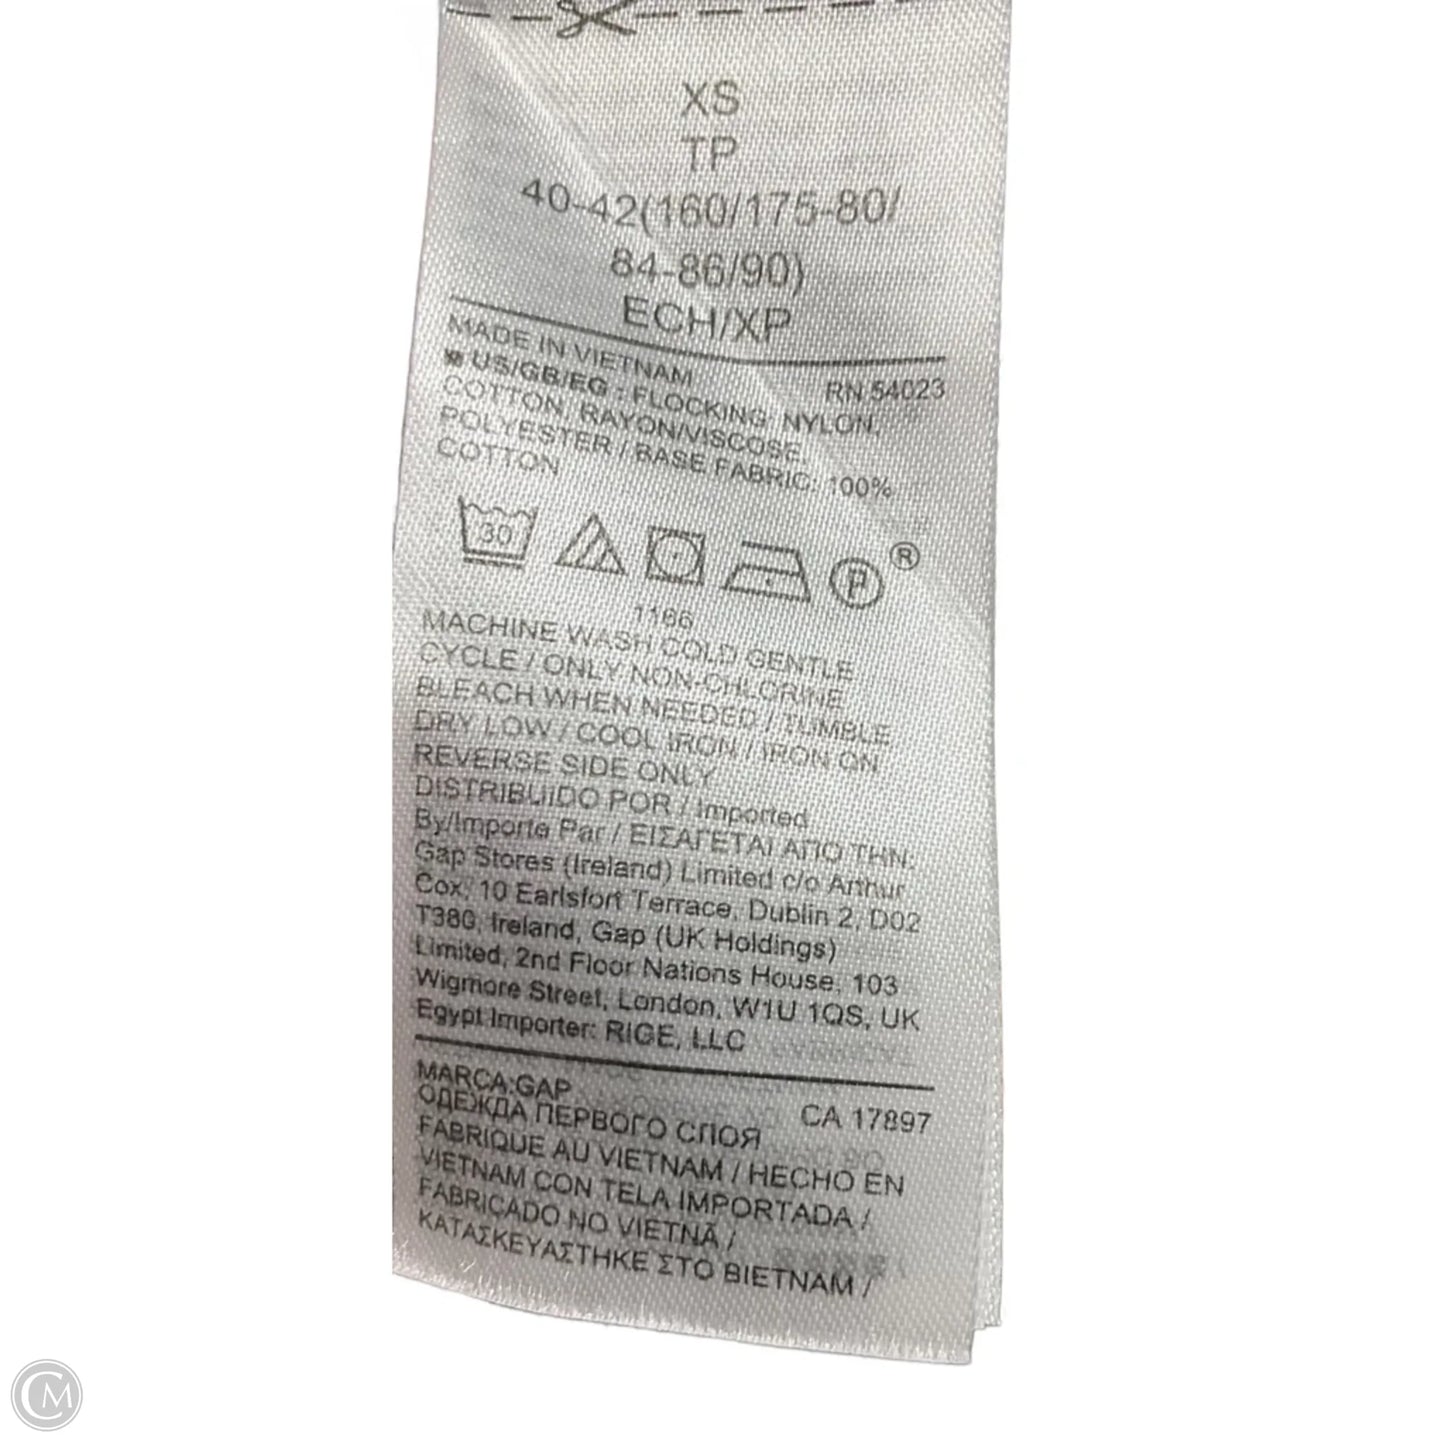 XS
TP
40-42(160/175-80/
84-86/90)
ECH/XP
MADE IN VIETNAM RN 54023
US/GB/EG : FLOCKING: NYLON,
COTTON, RAYON/VISCOSE,
POLYESTER / BASE FABRIC: 100%
COTTON
30 P ®
1166
MACHINE WASH COLD GENTLE
CYCLE / ONLY NON-CHLORINE
BLEACH WHEN NEEDED / TUMBLE
DRY LOW / COOL IRON / IRON ON
REVERSE SIDE ONLY
DISTRIBUIDO POR / Imported
By/Importe Par / ΕΙΣΑΓΕΤΑΙ ΑΠΟ ΤΗΝ:
Gap Stores (Ireland) Limited c/o Arthur
Cox, 10 Earlsfort Terrace, Dublin 2, D02
T380, Ireland, Gap (UK Holdings)
Limited, 2nd Floor Nations House, 103
Wigmore Street, London, W1U 1QS, UK
Egypt Importer: RIGE, LLC
MARCA:GAP CA 17897
ОДЕЖДА ПЕРВОГО СЛОЯ
FABRIQUE AU VIETNAM / HECHO EN
VIETNAM CON TELA IMPORTADA /
FABRICADO NO VIETNÃ /
ΚΑΤΑΣΚΕΥΑΣΤΗΚΕ ΣΤΟ ΒΙΕΤΝΑΜ /
CM